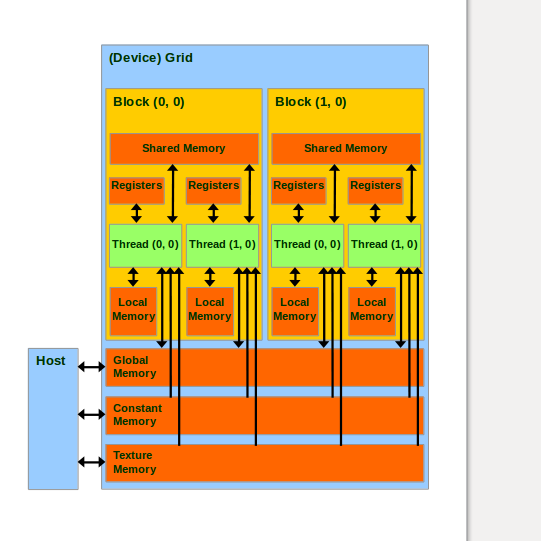 (Device) Grid
Block (0, 0)
Block (1, 0)
Shared Memory
Shared Memory
Registers
Registers
Registers
Registers
Thread (0, 0)
Thread (1, 0)
Thread (0, 0)
Thread (1, 0)
Local
Memory
Local
Memory
Local
Memory
Local
Memory
Host
Global
Memory
Constant
Memory
Texture
Memory